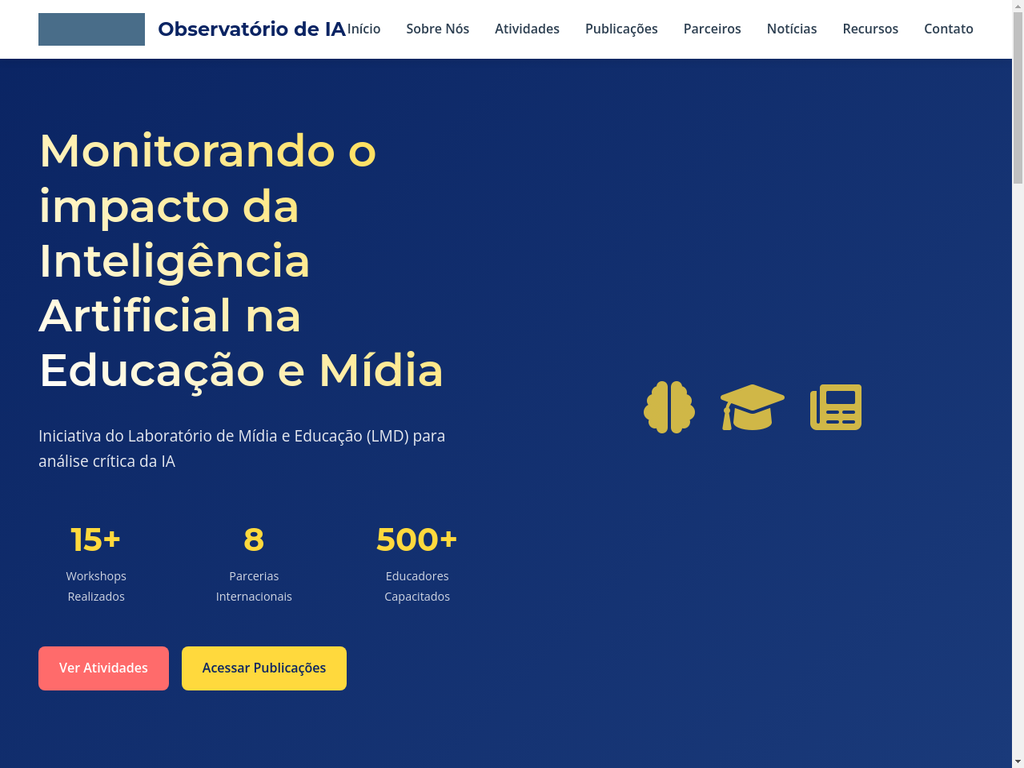 Observatório de IA Início Sobre Nós Atividades Publicações Parceiros Notícias Recursos Contato
Monitorando o
impacto da
Inteligência
Artificial na
Educação e Mídia
Iniciativa do Laboratório de Mídia e Educação (LMD) para
análise crítica da IA
15+ 8 500+
Workshops Parcerias Educadores
Realizados Internacionais Capacitados
Ver Atividades Acessar Publicações